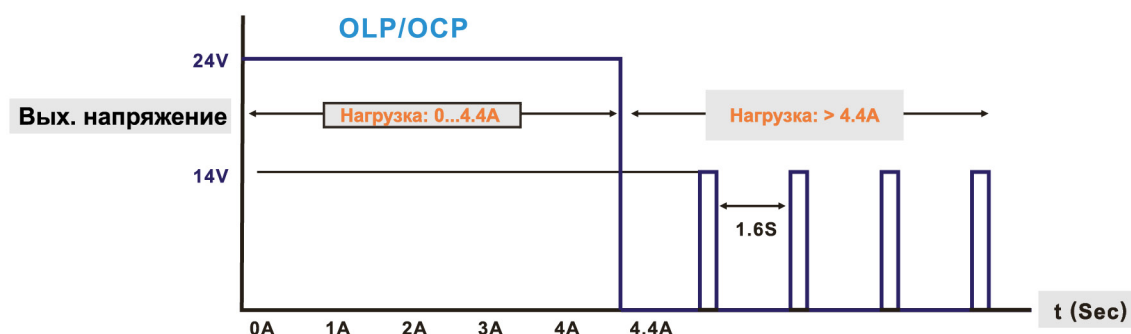 OLP/OCP
24V
Вых. напряжение
Нагрузка: 0...4.4A
Нагрузка: > 4.4A
14V
1.6S
t (Sec)
0A 1A 2A 3A 4A 4.4A